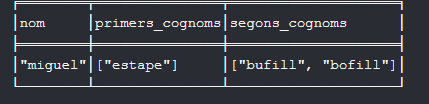 nom primers_cognoms segons_cognoms
"miguel" ["estape"] ["bufill", "bofill"]